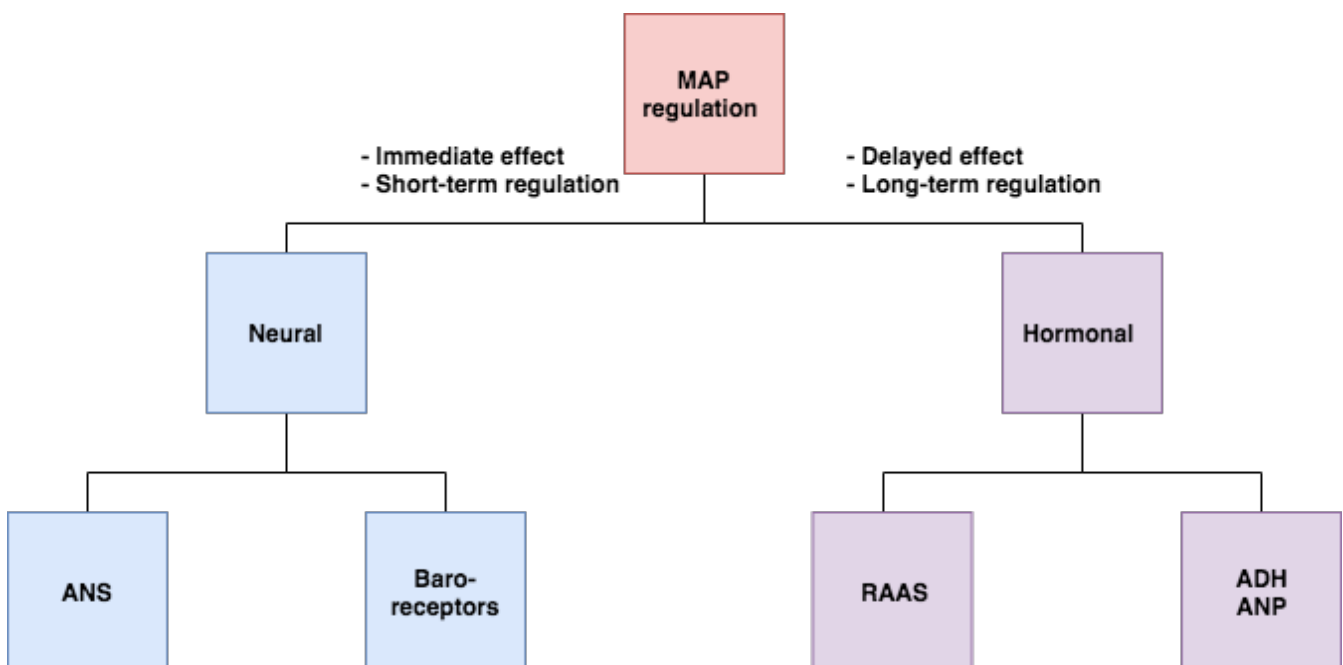 MAP
regulation
- Immediate effect
- Short-term regulation
- Delayed effect
- Long-term regulation
Neural
Hormonal
ANS
Baro-
receptors
RAAS
ADH
ANP